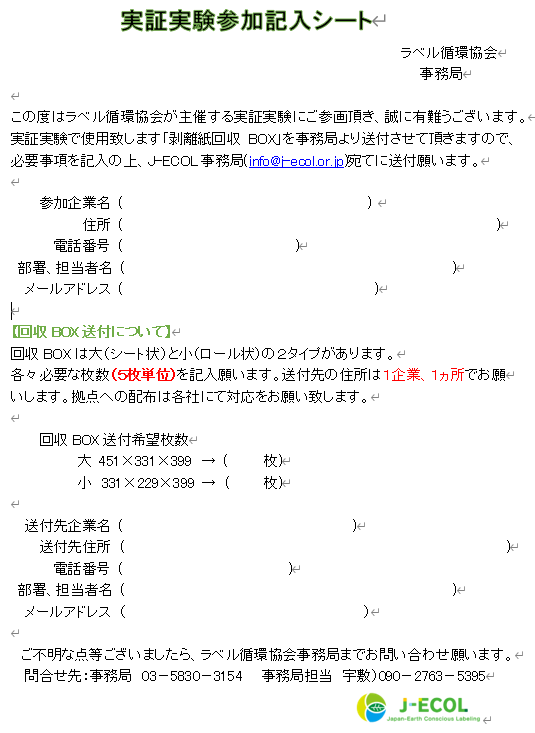 実証実験参加記入シート
ラベル循環協会
事務局
この度はラベル循環協会が主催する実証実験にご参画頂き、誠に有難うございます。
実証実験で使用致します「剥離紙回収 BOX」を事務局より送付させて頂きますので、
必要事項を記入の上、J-ECOL事務局(info@j-ecol.or.jp)宛てに送付願います。
参加企業名 ( )
住所 ( )
電話番号 ( )
部署、担当者名 ( )
メールアドレス ( )
【回収BOX送付について】
回収BOXは大(シート状)と小(ロール状)の2タイプがあります。
各々必要な枚数(5枚単位)を記入願います。送付先の住所は1企業、1ヵ所でお願
いします。拠点への配布は各社にて対応をお願い致します。
回収BOX送付希望枚数
大 451×331×399 → ( 枚)
小 331×229×399 → ( 枚)
送付先企業名 ( )
送付先住所 ( )
電話番号 ( )
部署、担当者名 ( )
メールアドレス ( )
ご不明な点等ございましたら、ラベル循環協会事務局までお問い合わせ願います。
問合せ先:事務局 03-5830-3154 事務局担当 宇敷)090-2763-5395
J-ECOL
Japan-Earth Conscious Labeling